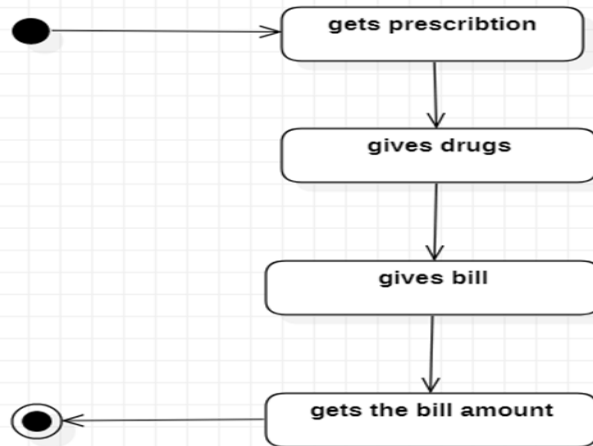 gets prescribtion
gives drugs
gives bill
gets the bill amount